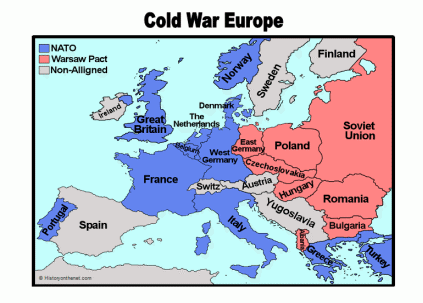 Cold War Europe
NATO
Warsaw Pact
Non-Alligned
Norway
Sweden
Finland
Ireland
Great
Britain
Denmark
The
Netherlands
Belgium
West
Germany
East
Germany
Poland
Soviet
Union
Czechoslovakia
France
Switz
Austria
Hungary
Romania
Yugoslavia
Bulgaria
Portugal
Spain
Italy
Albania
Greece
Turkey
© Historyonthenet.com